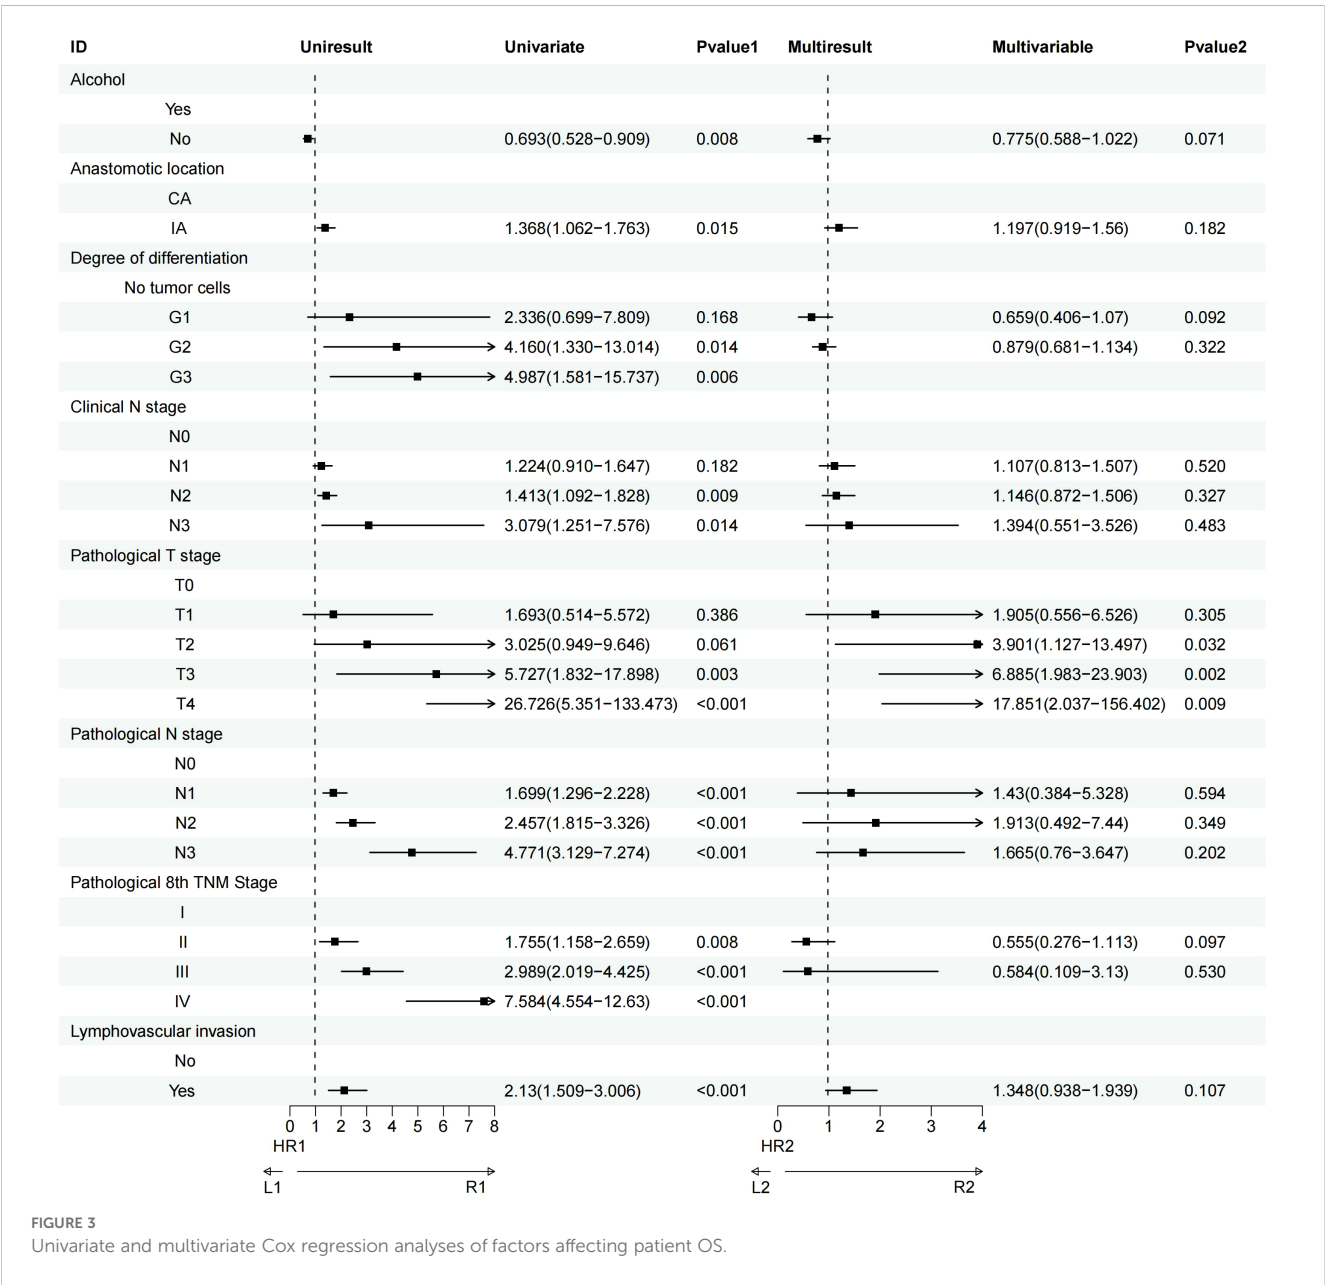 ID Uniresult Univariate Pvalue1 Multiresult Multivariable Pvalue2
Alcohol
Yes
No 0.693(0.528−0.909) 0.008 0.775(0.588−1.022) 0.071
Anastomotic location
CA
IA 1.368(1.062−1.763) 0.015 1.197(0.919−1.56) 0.182
Degree of differentiation
No tumor cells
G1 2.336(0.699−7.809) 0.168 0.659(0.406−1.07) 0.092
G2 4.160(1.330−13.014) 0.014 0.879(0.681−1.134) 0.322
G3 4.987(1.581−15.737) 0.006
Clinical N stage
N0
N1 1.224(0.910−1.647) 0.182 1.107(0.813−1.507) 0.520
N2 1.413(1.092−1.828) 0.009 1.146(0.872−1.506) 0.327
N3 3.079(1.251−7.576) 0.014 1.394(0.551−3.526) 0.483
Pathological T stage
T0
T1 1.693(0.514−5.572) 0.386 1.905(0.556−6.526) 0.305
T2 3.025(0.949−9.646) 0.061 3.901(1.127−13.497) 0.032
T3 5.727(1.832−17.898) 0.003 6.885(1.983−23.903) 0.002
T4 26.726(5.351−133.473) <0.001 17.851(2.037−156.402) 0.009
Pathological N stage
N0
N1 1.699(1.296−2.228) <0.001 1.43(0.384−5.328) 0.594
N2 2.457(1.815−3.326) <0.001 1.913(0.492−7.44) 0.349
N3 4.771(3.129−7.274) <0.001 1.665(0.76−3.647) 0.202
Pathological 8th TNM Stage
I
II 1.755(1.158−2.659) 0.008 0.555(0.276−1.113) 0.097
III 2.989(2.019−4.425) <0.001 0.584(0.109−3.13) 0.530
IV 7.584(4.554−12.63) <0.001
Lymphovascular invasion
No
Yes 2.13(1.509−3.006) <0.001 1.348(0.938−1.939) 0.107
0 1 2 3 4 5 6 7 8 0 1 2 3 4
HR1 HR2
L1 R1 L2 R2
FIGURE 3
Univariate and multivariate Cox regression analyses of factors affecting patient OS.